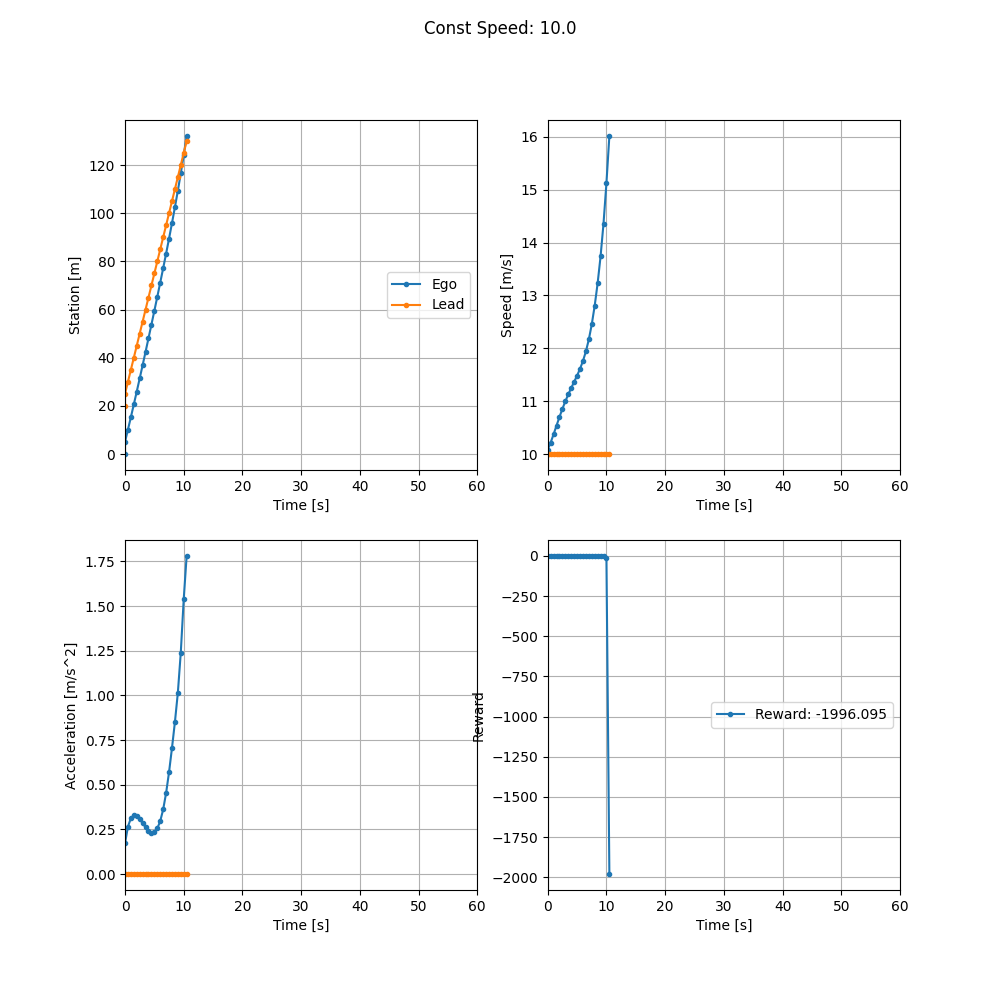 Const Speed: 10.0
120
100
80
60
40
20
0
Station [m]
Ego
Lead
0 10 20 30 40 50 60
Time [s]
16
15
14
13
12
11
10
Speed [m/s]
0 10 20 30 40 50 60
Time [s]
1.75
1.50
1.25
1.00
0.75
0.50
0.25
0.00
Acceleration [m/s^2]
0 10 20 30 40 50 60
Time [s]
0
−250
−500
−750
−1000
−1250
−1500
−1750
−2000
Reward
Reward: -1996.095
0 10 20 30 40 50 60
Time [s]